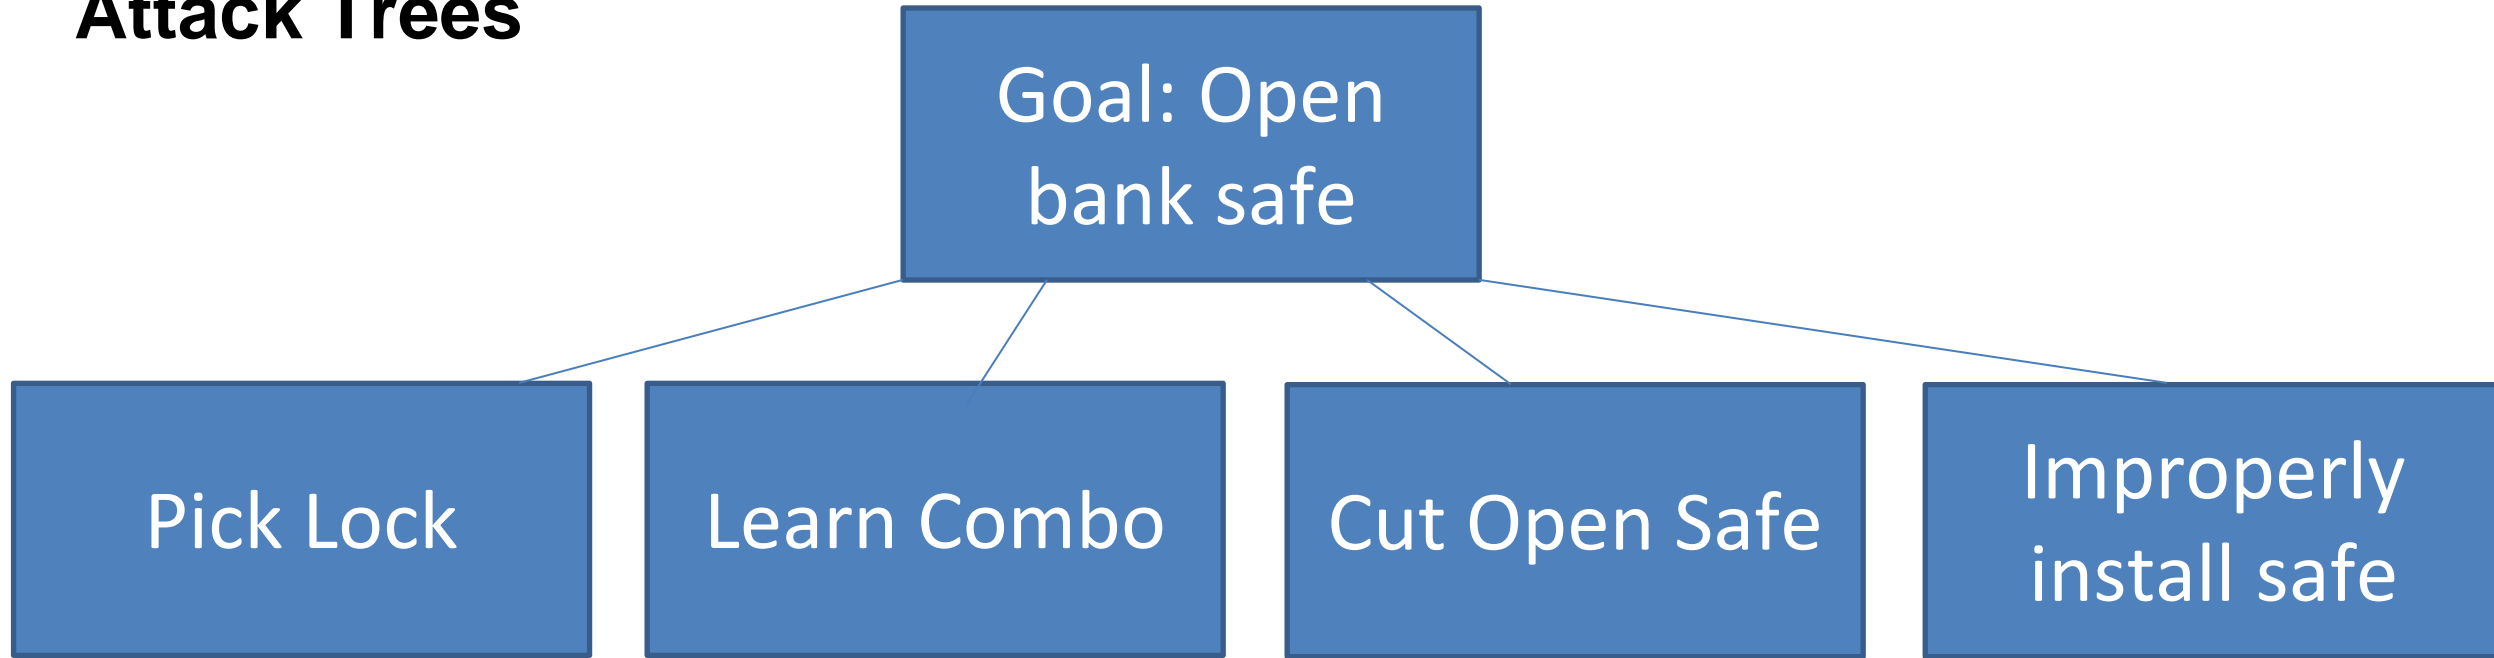 Attack Trees
Goal: Open
bank safe
Pick Lock
Learn Combo
Cut Open Safe
Improperly
install safe